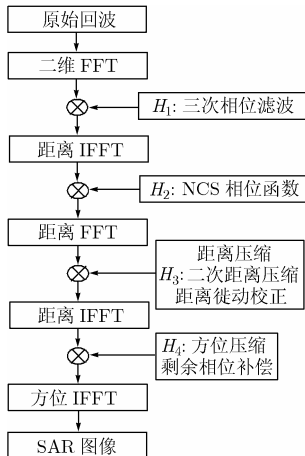 原始回波
二维 FFT
H₁: 三次相位滤波
距离 IFFT
H₂: NCS 相位函数
距离 FFT
距离压缩
H₃: 二次距离压缩
距离徙动校正
距离 IFFT
H₄: 方位压缩
剩余相位补偿
方位 IFFT
SAR 图像